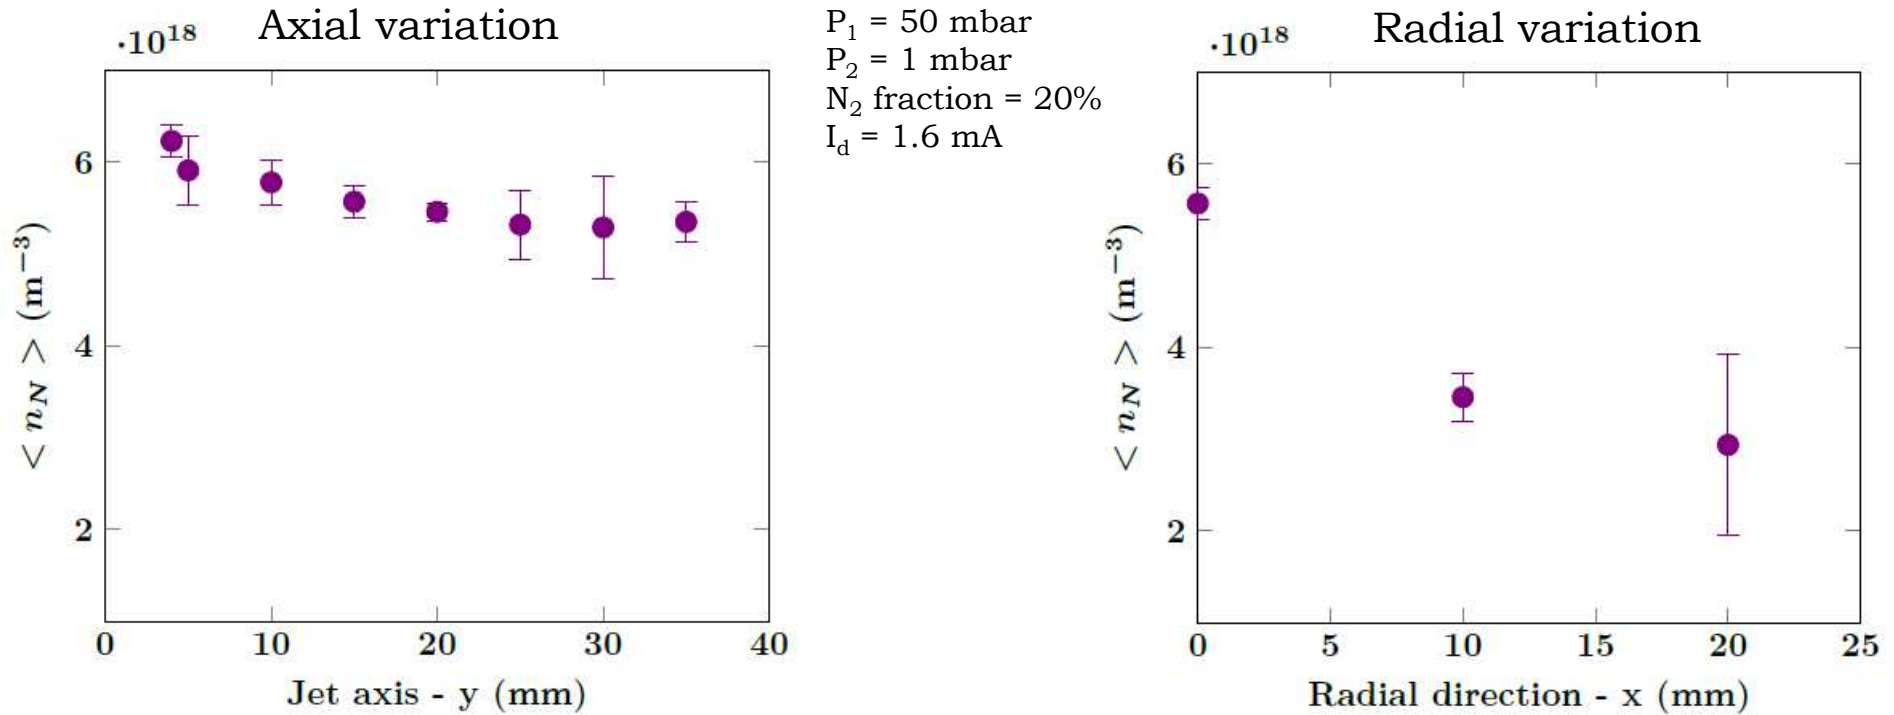 Axial variation
·10¹⁸
6
4
2
0 10 20 30 40
Jet axis - y (mm)
< n_N > (m⁻³)
P₁ = 50 mbar
P₂ = 1 mbar
N₂ fraction = 20%
I_d = 1.6 mA
Radial variation
·10¹⁸
6
4
2
0 5 10 15 20 25
Radial direction - x (mm)
< n_N > (m⁻³)